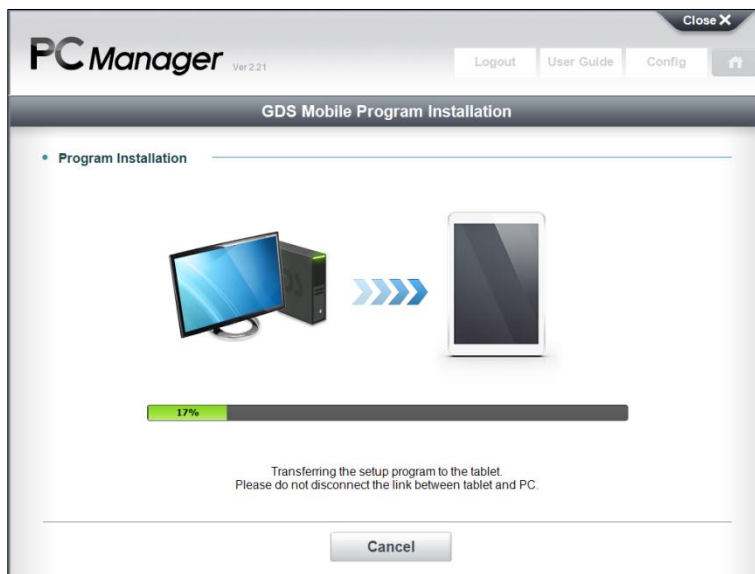 Close X
PC Manager Ver 2.21
Logout User Guide Config
GDS Mobile Program Installation
• Program Installation
17%
Transferring the setup program to the tablet.
Please do not disconnect the link between tablet and PC.
Cancel